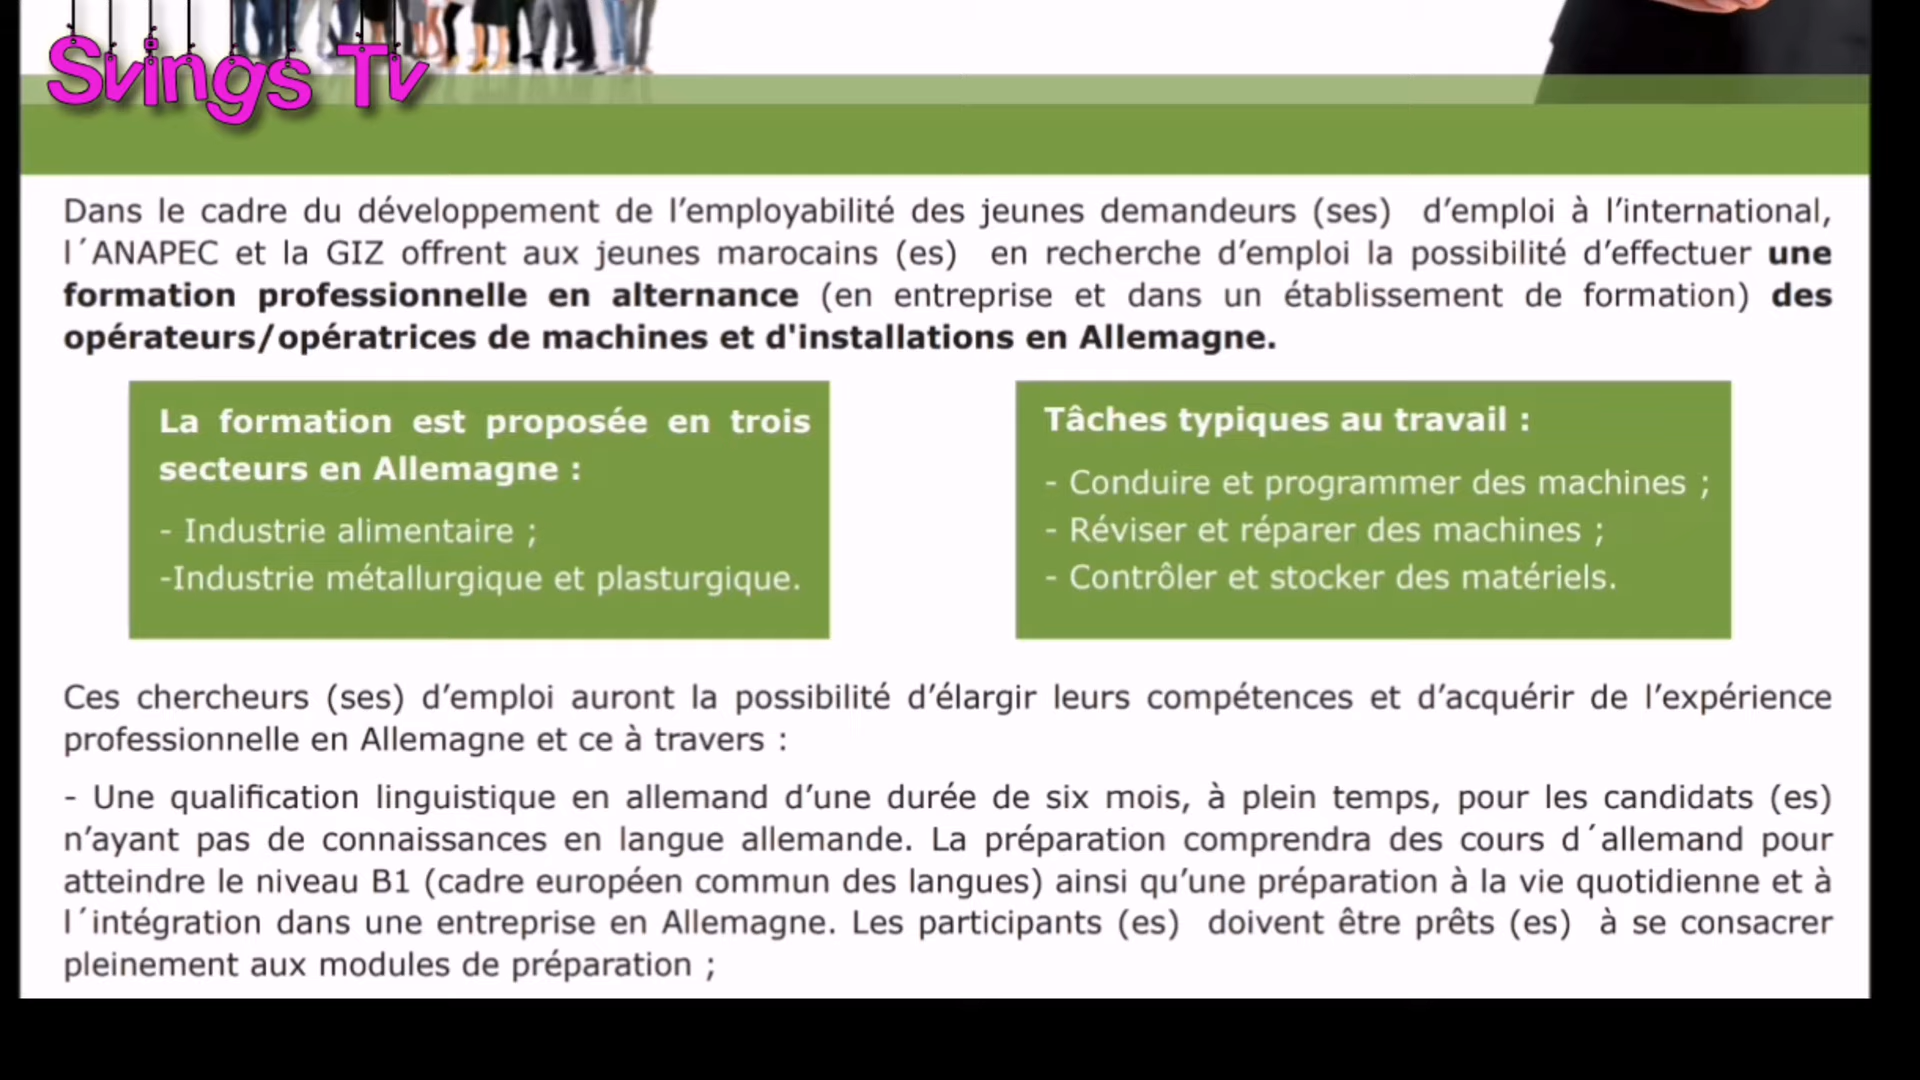 Svings Tv
Dans le cadre du développement de l’employabilité des jeunes demandeurs (ses) d’emploi à l’international,
l´ANAPEC et la GIZ offrent aux jeunes marocains (es) en recherche d’emploi la possibilité d’effectuer une
formation professionnelle en alternance (en entreprise et dans un établissement de formation) des
opérateurs/opératrices de machines et d'installations en Allemagne.
La formation est proposée en trois
secteurs en Allemagne :
- Industrie alimentaire ;
-Industrie métallurgique et plasturgique.
Tâches typiques au travail :
- Conduire et programmer des machines ;
- Réviser et réparer des machines ;
- Contrôler et stocker des matériels.
Ces chercheurs (ses) d’emploi auront la possibilité d’élargir leurs compétences et d’acquérir de l’expérience
professionnelle en Allemagne et ce à travers :
- Une qualification linguistique en allemand d’une durée de six mois, à plein temps, pour les candidats (es)
n’ayant pas de connaissances en langue allemande. La préparation comprendra des cours d´allemand pour
atteindre le niveau B1 (cadre européen commun des langues) ainsi qu’une préparation à la vie quotidienne et à
l´intégration dans une entreprise en Allemagne. Les participants (es) doivent être prêts (es) à se consacrer
pleinement aux modules de préparation ;